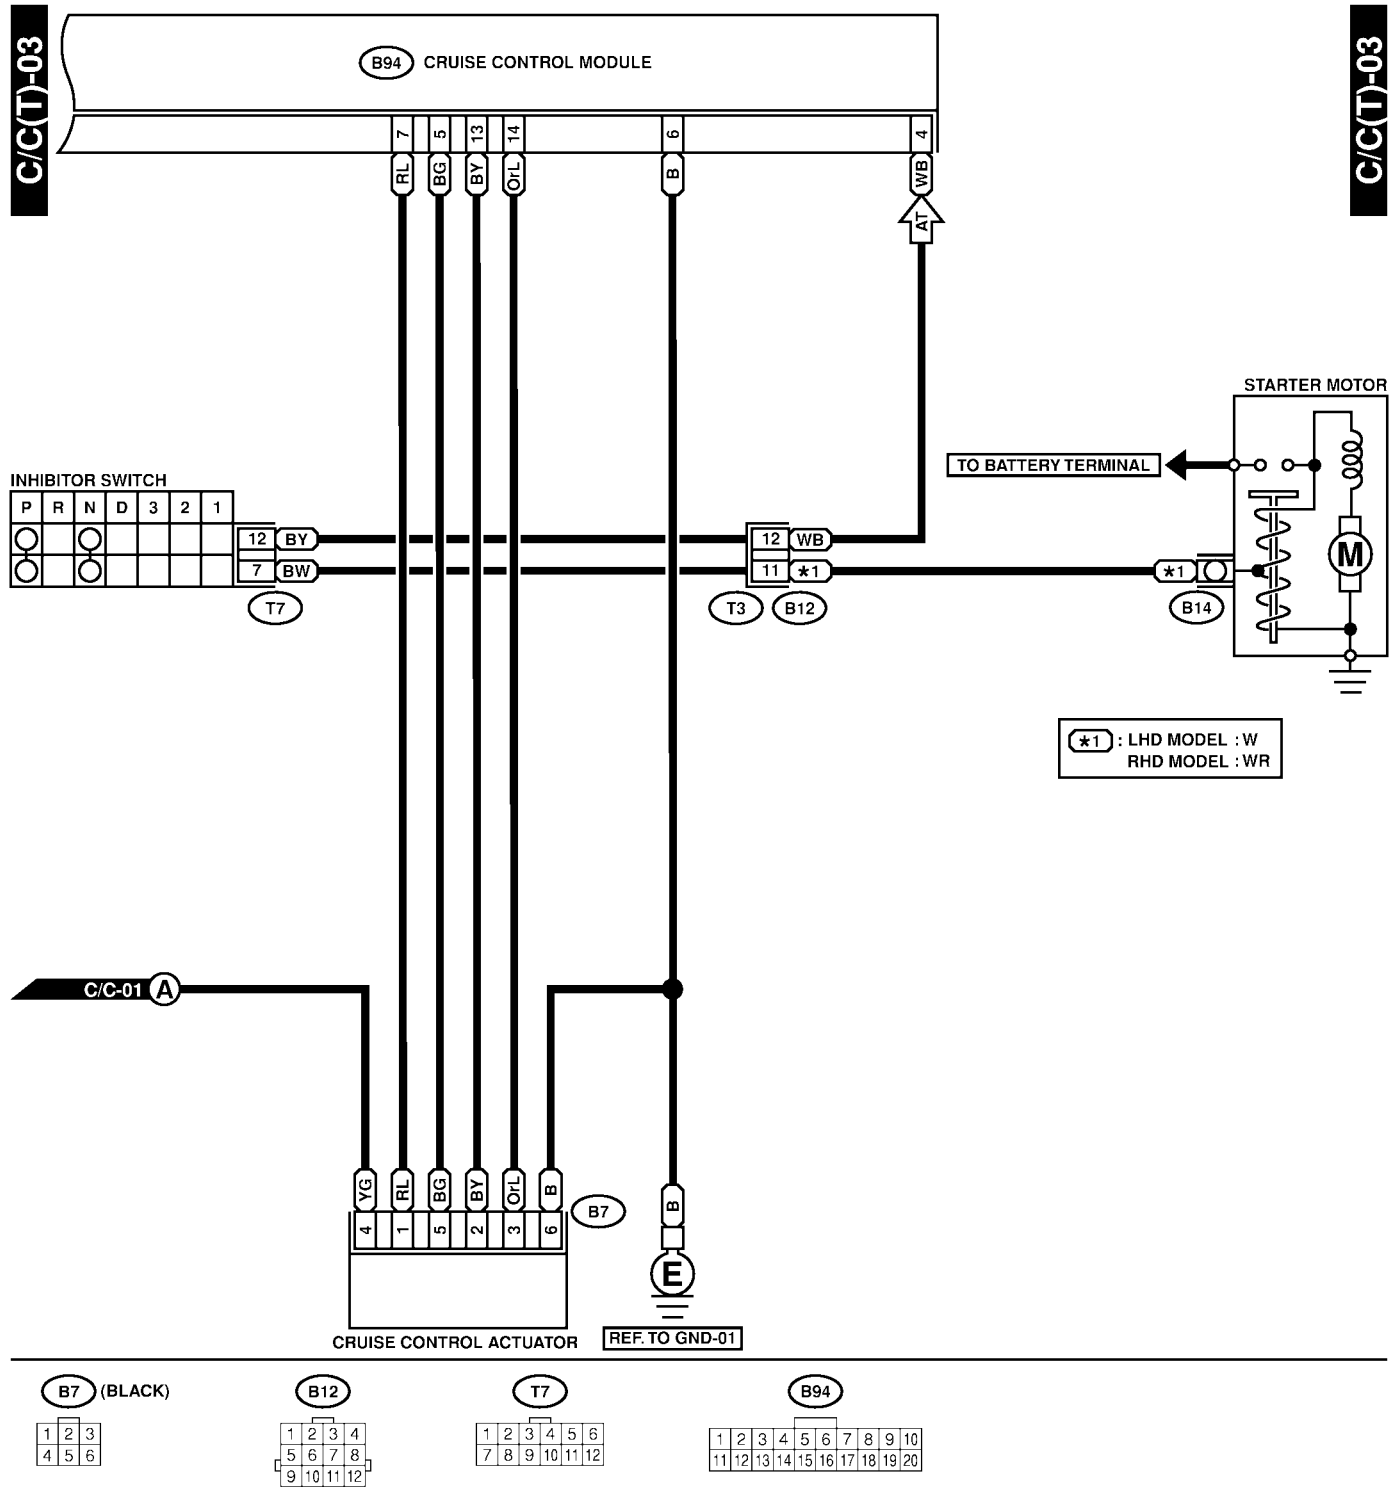 C/C(T)-03
C/C(T)-03
B94 CRUISE CONTROL MODULE
7 5 13 14 6 4
RL BG BY OrL B WB
AT
STARTER MOTOR
TO BATTERY TERMINAL
M
INHIBITOR SWITCH
P R N D 3 2 1
12 BY
7 BW
T7
12 WB
11 *1
T3 B12
*1
B14
*1 : LHD MODEL : W
RHD MODEL : WR
C/C-01 A
YG RL BG BY OrL B
4 1 5 2 3 6
B7
B
E
CRUISE CONTROL ACTUATOR
REF. TO GND-01
B7 (BLACK)
1 2 3
4 5 6
B12
1 2 3 4
5 6 7 8
9 10 11 12
T7
1 2 3 4 5 6
7 8 9 10 11 12
B94
1 2 3 4 5 6 7 8 9 10
11 12 13 14 15 16 17 18 19 20